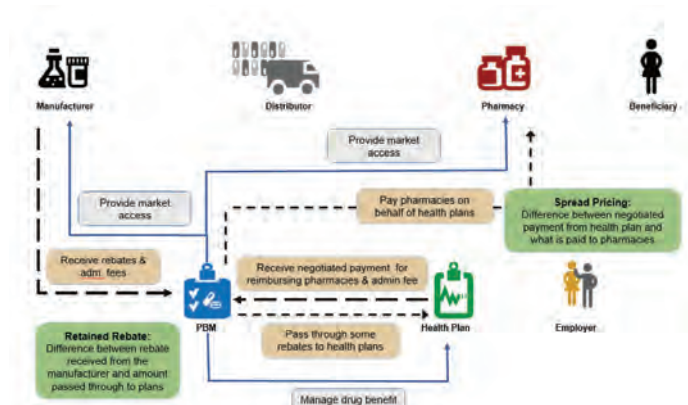 Manufacturer
Distributor
Pharmacy
Beneficiary
Provide market
access
Provide market
access
Pay pharmacies on
behalf of health plans
Spread Pricing:
Difference between negotiated
payment from health plan and
what is paid to pharmacies
Receive rebates &
adm. fees
Receive negotiated payment for
reimbursing pharmacies & admin fee
PBM
Health Plan
Employer
Retained Rebate:
Difference between rebate
received from the
manufacturer and amount
passed through to plans
Pass through some
rebates to health plans
Manage drug benefit